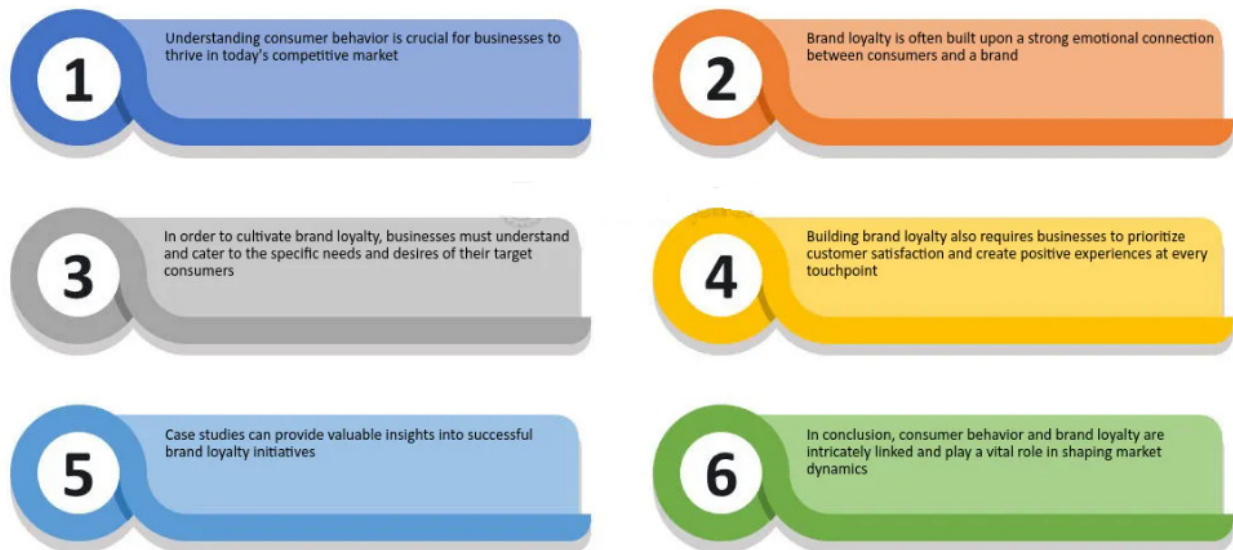 1
Understanding consumer behavior is crucial for businesses to
thrive in today's competitive market
2
Brand loyalty is often built upon a strong emotional connection
between consumers and a brand
3
In order to cultivate brand loyalty, businesses must understand
and cater to the specific needs and desires of their target
consumers
4
Building brand loyalty also requires businesses to prioritize
customer satisfaction and create positive experiences at every
touchpoint
5
Case studies can provide valuable insights into successful
brand loyalty initiatives
6
In conclusion, consumer behavior and brand loyalty are
intricately linked and play a vital role in shaping market
dynamics